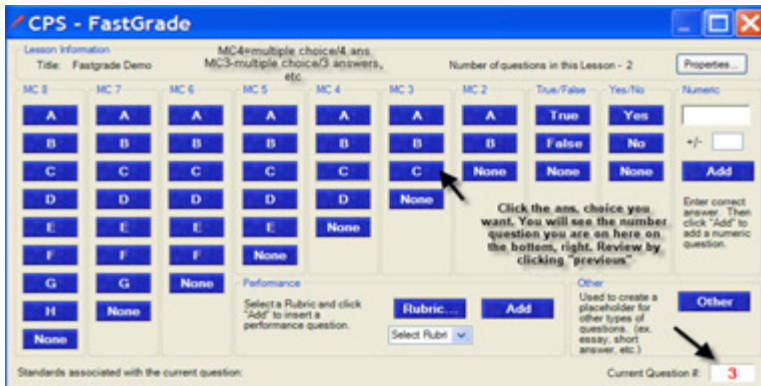 CPS - FastGrade
Lesson Information
Title: Fastgrade Demo
MC4=multiple choice/4 ans.
MC3-multiple choice/3 answers,
etc
Number of questions in this Lesson - 2
Properties...
MC 8 MC 7 MC 6 MC 5 MC 4 MC 3 MC 2 True/False Yes/No Numeric
A A A A A A A True Yes
B B B B B B B False No +/-
C C C C C C None None None Add
D D D D D None
E E E E None
F F F None
G G None
H None
None
Enter correct
answer. Then
click "Add" to
add a numeric
question.
Click the ans, choice you
want. You will see the number
question you are on here on
the bottom, right. Review by
clicking "previous"
Performance
Select a Rubric and click
"Add" to insert a
performance question.
Rubric...
Add
Select Rubri
Other
Used to create a
placeholder for
other types of
questions. (ex.
essay, short
answer, etc.)
Other
Standards associated with the current question:
Current Question #: 3